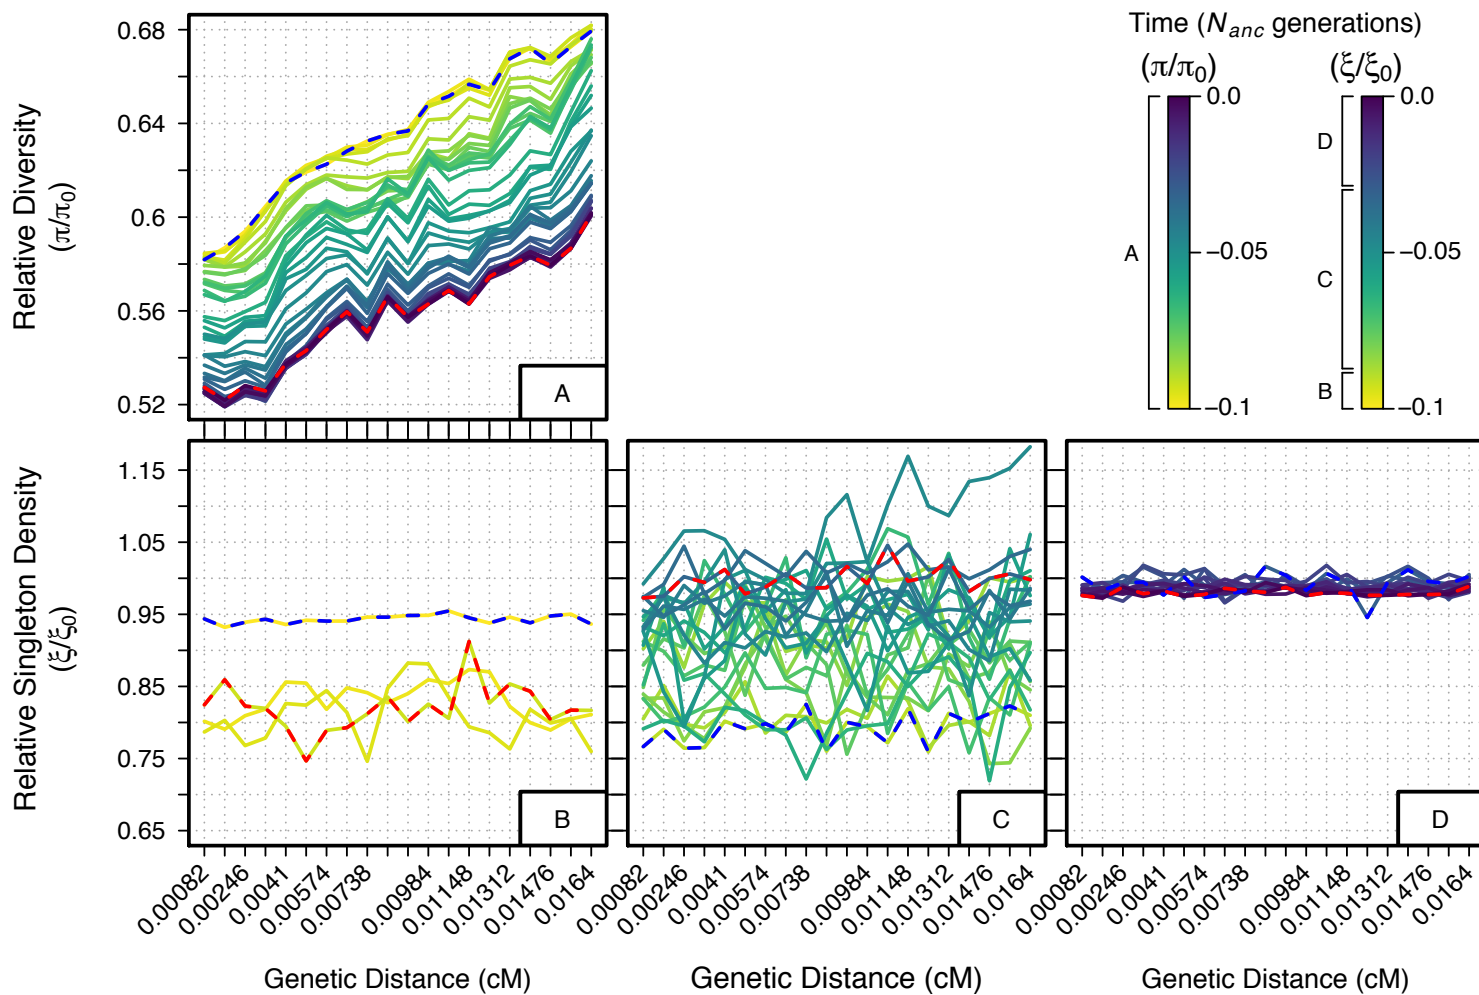 Relative Diversity
(π/π0)
0.68
0.64
0.6
0.56
0.52
A
Time (Nanc generations)
(π/π0)
(ξ/ξ0)
A
0.0
−0.05
−0.1
D
C
B
0.0
−0.05
−0.1
Relative Singleton Density
(ξ/ξ0)
1.15
1.05
0.95
0.85
0.75
0.65
B
C
D
0.00082
0.00246
0.0041
0.00574
0.00738
0.00984
0.01148
0.01312
0.01476
0.0164
0.00082
0.00246
0.0041
0.00574
0.00738
0.00984
0.01148
0.01312
0.01476
0.0164
0.00082
0.00246
0.0041
0.00574
0.00738
0.00984
0.01148
0.01312
0.01476
0.0164
Genetic Distance (cM)
Genetic Distance (cM)
Genetic Distance (cM)